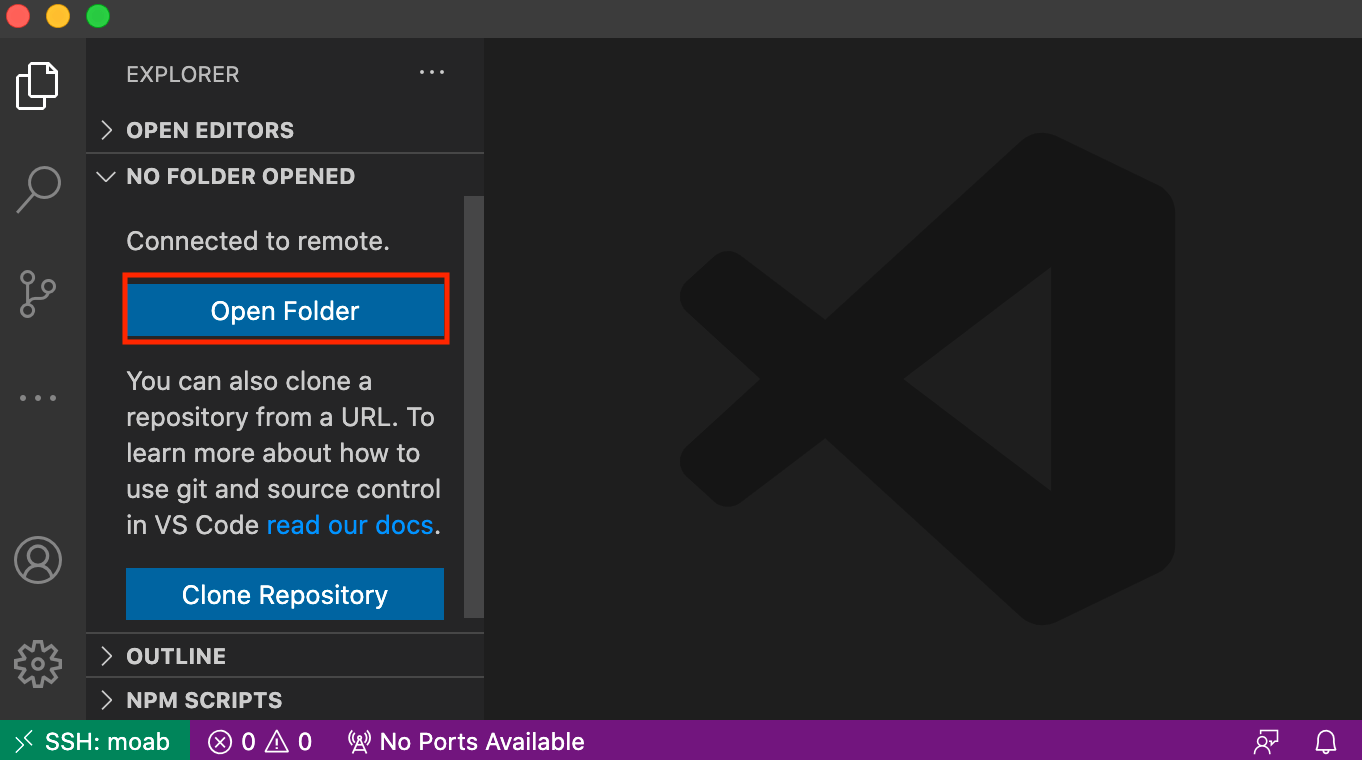 EXPLORER
OPEN EDITORS
NO FOLDER OPENED
Connected to remote.
Open Folder
You can also clone a
repository from a URL. To
learn more about how to
use git and source control
in VS Code read our docs.
Clone Repository
OUTLINE
NPM SCRIPTS
SSH: moab 0 0 No Ports Available